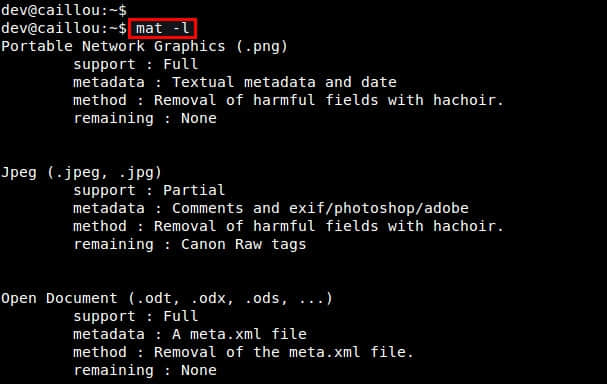 dev@caillou:~$
dev@caillou:~$ mat -l
Portable Network Graphics (.png)
support : Full
metadata : Textual metadata and date
method : Removal of harmful fields with hachoir.
remaining : None
Jpeg (.jpeg, .jpg)
support : Partial
metadata : Comments and exif/photoshop/adobe
method : Removal of harmful fields with hachoir.
remaining : Canon Raw tags
Open Document (.odt, .odx, .ods, ...)
support : Full
metadata : A meta.xml file
method : Removal of the meta.xml file.
remaining : None